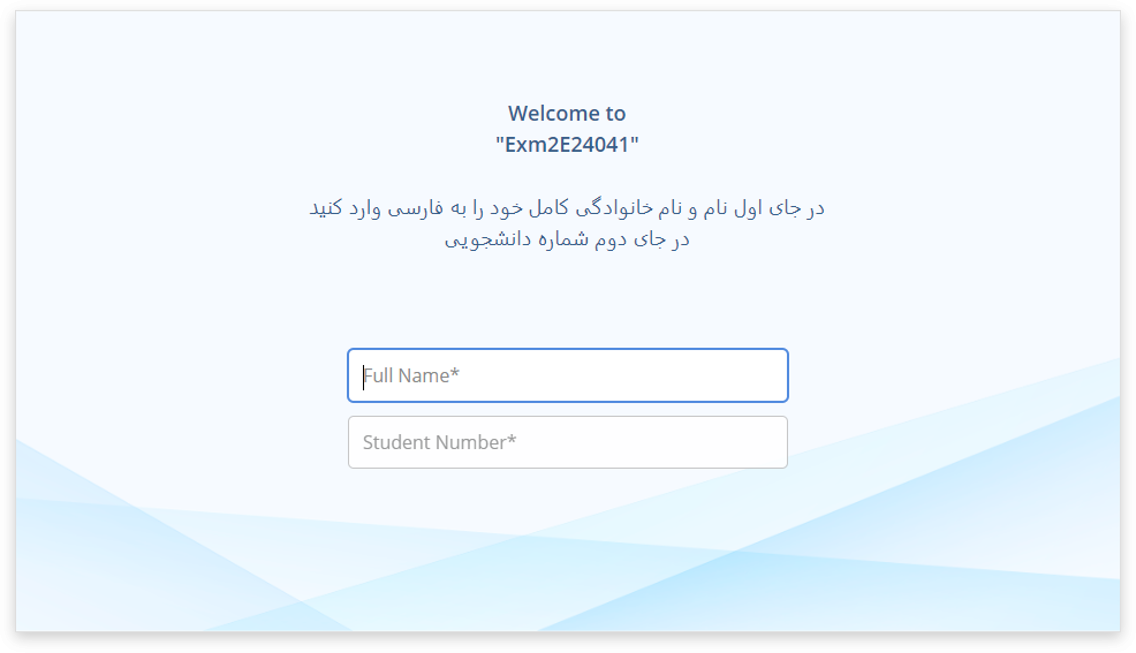 Welcome to
"Exm2E24041"
در جای اول نام و نام خانوادگی کامل خود را به فارسی وارد کنید
در جای دوم شماره دانشجویی
Full Name*
Student Number*